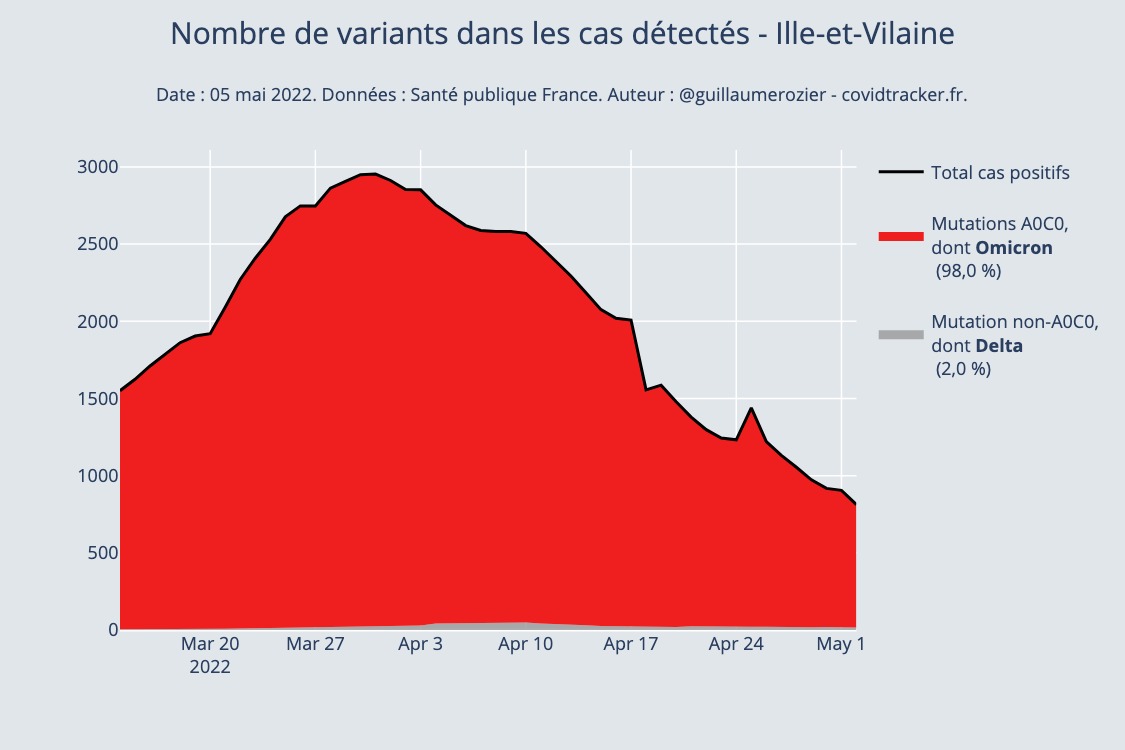 Nombre de variants dans les cas détectés - Ille-et-Vilaine
Date : 05 mai 2022. Données : Santé publique France. Auteur : @guillaumerozier - covidtracker.fr.
3000
2500
2000
1500
1000
500
0
Mar 20
2022
Mar 27
Apr 3
Apr 10
Apr 17
Apr 24
May 1
Total cas positifs
Mutations A0C0,
dont Omicron
(98,0 %)
Mutation non-A0C0,
dont Delta
(2,0 %)